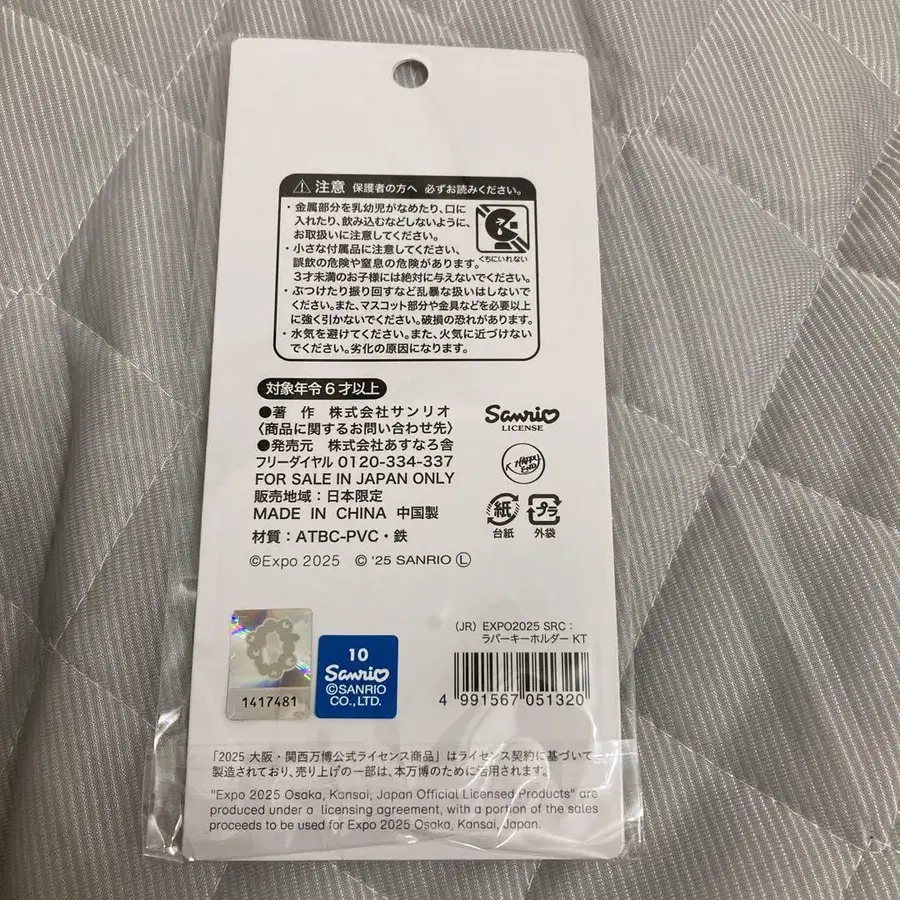 ⚠注意 保護者の方へ 必ずお読みください。
・金属部分を乳幼児がなめたり、口に
入れたり、飲み込むなどしないように、
お取扱いに注意してください。
・小さな付属品に注意してください、
誤飲の危険や窒息の危険があります。
3才未満のお子様には絶対に与えないでください。
・ぶつけたり振り回すなど乱暴な扱いはしないで
ください。また、マスコット部分や金具などを必要以上
に強く引かないでください。破損の恐れがあります。
・水気を避けてください。また、火気に近づけない
でください。劣化の原因になります。
くちにいれない
対象年令6才以上
●著 作 株式会社サンリオ
〈商品に関するお問い合わせ先〉
●発売元 株式会社あすなろ舎
フリーダイヤル 0120-334-337
FOR SALE IN JAPAN ONLY
販売地域:日本限定
MADE IN CHINA 中国製
材質:ATBC-PVC・鉄
©Expo 2025 © '25 SANRIO Ⓛ
Sanrio
LICENSE
HAPPY
END
紙
台紙
プラ
外袋
1417481
10
Sanrio
©SANRIO
CO.,LTD.
(JR) EXPO2025 SRC:
ラバーキーホルダー KT
4 991567 051320
「2025 大阪・関西万博公式ライセンス商品」はライセンス契約に基づいて
製造されており、売り上げの一部は、本万博のために活用されます。
"Expo 2025 Osaka, Kansai, Japan Official Licensed Products" are
produced under a licensing agreement, with a portion of the sales
proceeds to be used for Expo 2025 Osaka, Kansai, Japan.